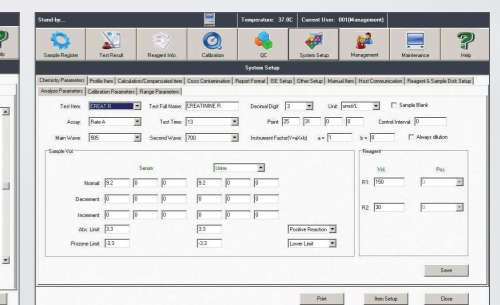 Stand by... Temperature: 37.0C Current User: 001(Management)
Sample Register Test Result Reagent Info. Calibration QC System Setup Management Maintenance Help
System Setup
Chemistry Parameters Profile Item Calculation/Compensated Item Cross Contamination Report Format ISE Setup Other Setup Manual Item Host Communication Reagent & Sample Disk Setup
Analyze Parameters Calibration Parameters Range Parameters
Test Item: CREAT R Test Full Name: CREATININE R Decimal Digit: 3 Unit: umol/L Sample Blank
Assay: Rate A Test Time: 13 Point: 25 31 0 0 Control Interval: 0
Main Wave: 505 Second Wave: 700 Instrument Factor(Y=aX+b) a = 1 b = 0 Always dilution
Sample Vol. Reagent
Serum Urine Vol. Pos.
Normal: 9.2 0 0 9.2 0 0 R1: 150 0
Decrement: 0 0 0 0 0 0
Increment: 0 0 0 0 0 0 R2: 30 0
Abs. Limit: 3.3 3.3 Positive Reaction
Prozone Limit: -3.3 -3.3 Lower Limit
Save
Print Item Setup Close